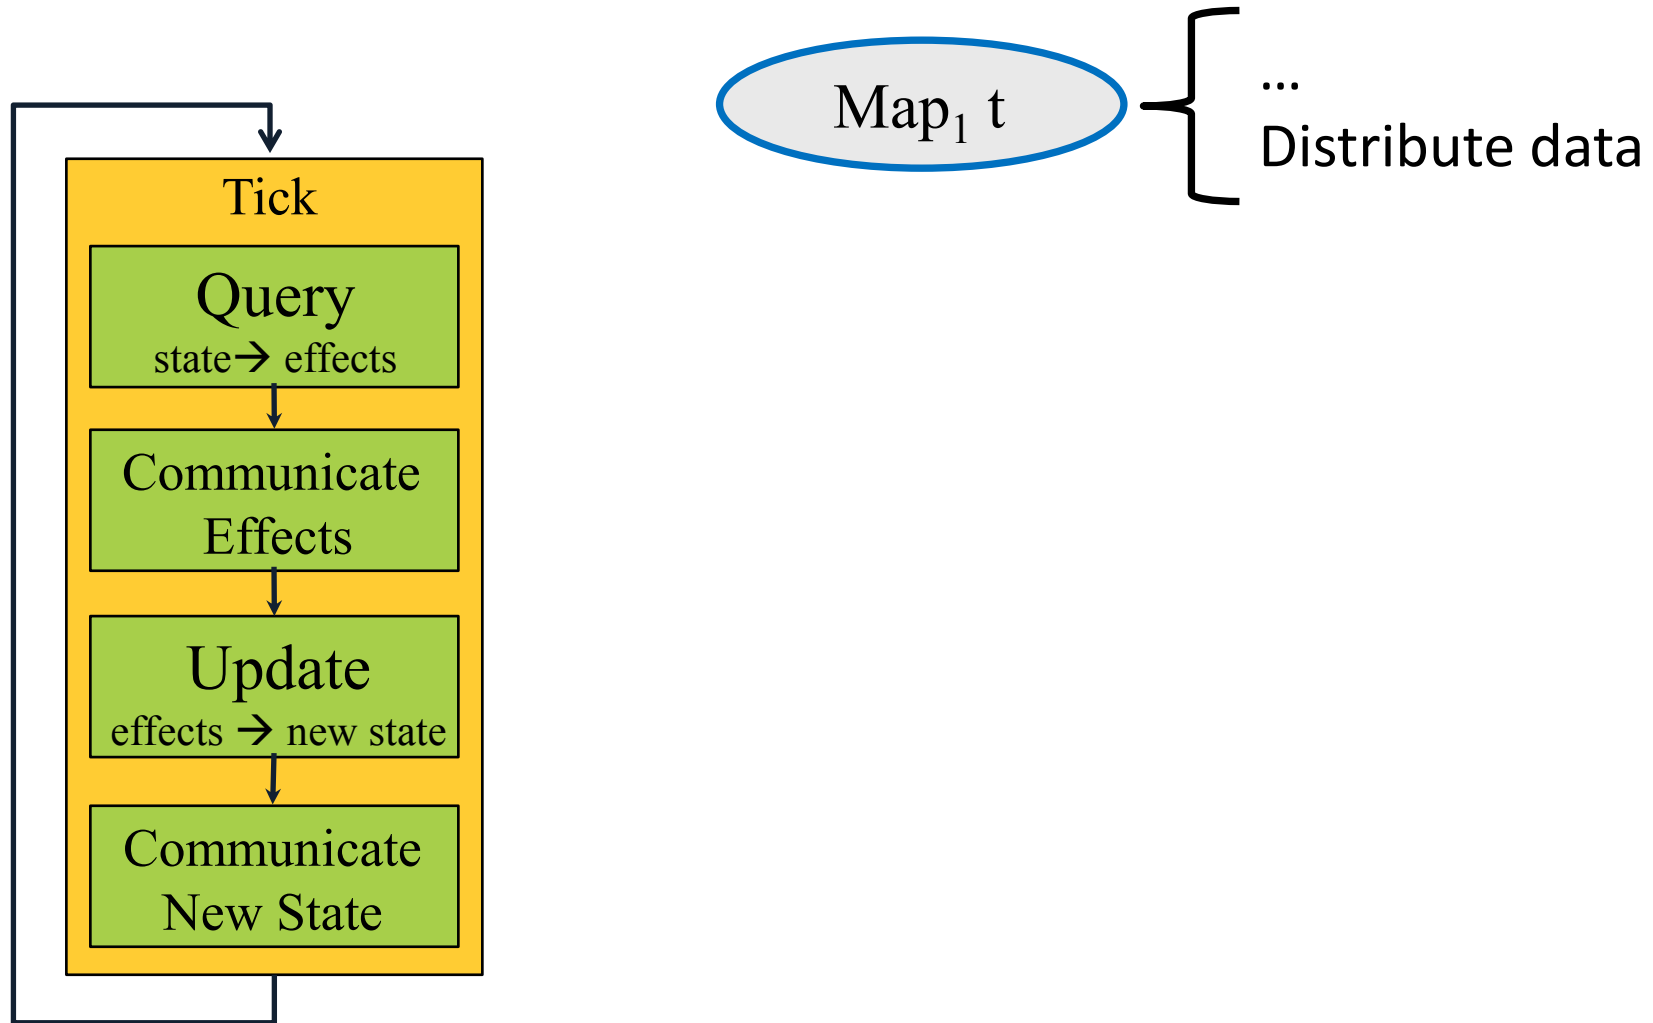 Tick
Query
state→ effects
Communicate
Effects
Update
effects → new state
Communicate
New State
Map₁ t
...
Distribute data